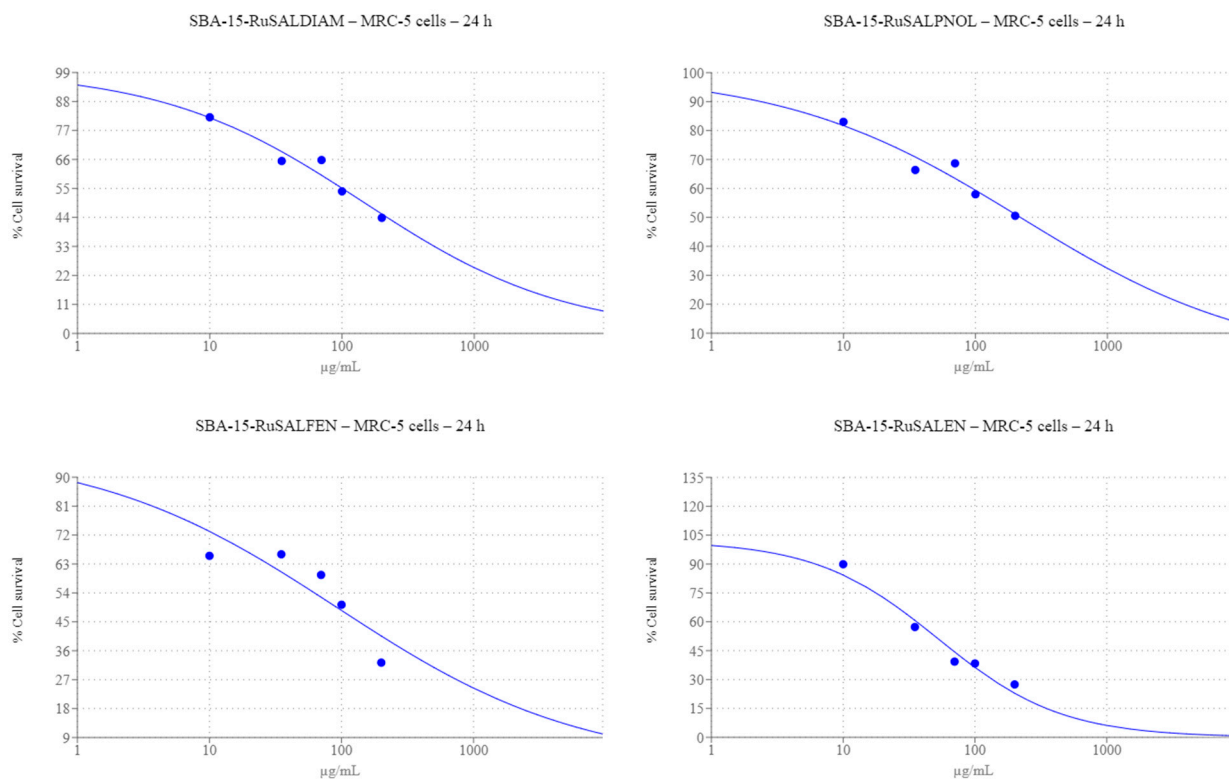 SBA-15-RuSALDIAM – MRC-5 cells – 24 h
% Cell survival
99
88
77
66
55
44
33
22
11
0
1 10 100 1000
µg/mL
SBA-15-RuSALPNOL – MRC-5 cells – 24 h
% Cell survival
100
90
80
70
60
50
40
30
20
10
1 10 100 1000
µg/mL
SBA-15-RuSALFEN – MRC-5 cells – 24 h
% Cell survival
90
81
72
63
54
45
36
27
18
9
1 10 100 1000
µg/mL
SBA-15-RuSALEN – MRC-5 cells – 24 h
% Cell survival
135
120
105
90
75
60
45
30
15
0
1 10 100 1000
µg/mL